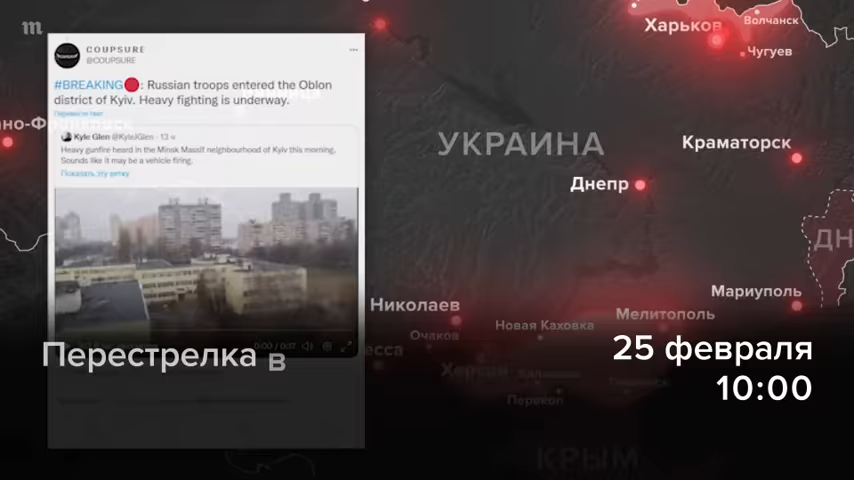 m
COUPSURE
@COUPSURE
#BREAKING🔴: Russian troops entered the Oblon
district of Kyiv. Heavy fighting is underway.
Kyle Glen @KyleJGlen · 13 ч
Heavy gunfire heard in the Minsk Massif neighbourhood of Kyiv this morning.
Sounds like it may be a vehicle firing.
Показать эту ветку
0:00 / 0:37
Харьков
Волчанск
Чугуев
УКРАИНА
Краматорск
Днепр
ДН
Мариуполь
Николаев
Мелитополь
Новая Каховка
Очаков
есса
Херсон
Перекоп
КРЫМ
Перестрелка в
25 февраля
10:00